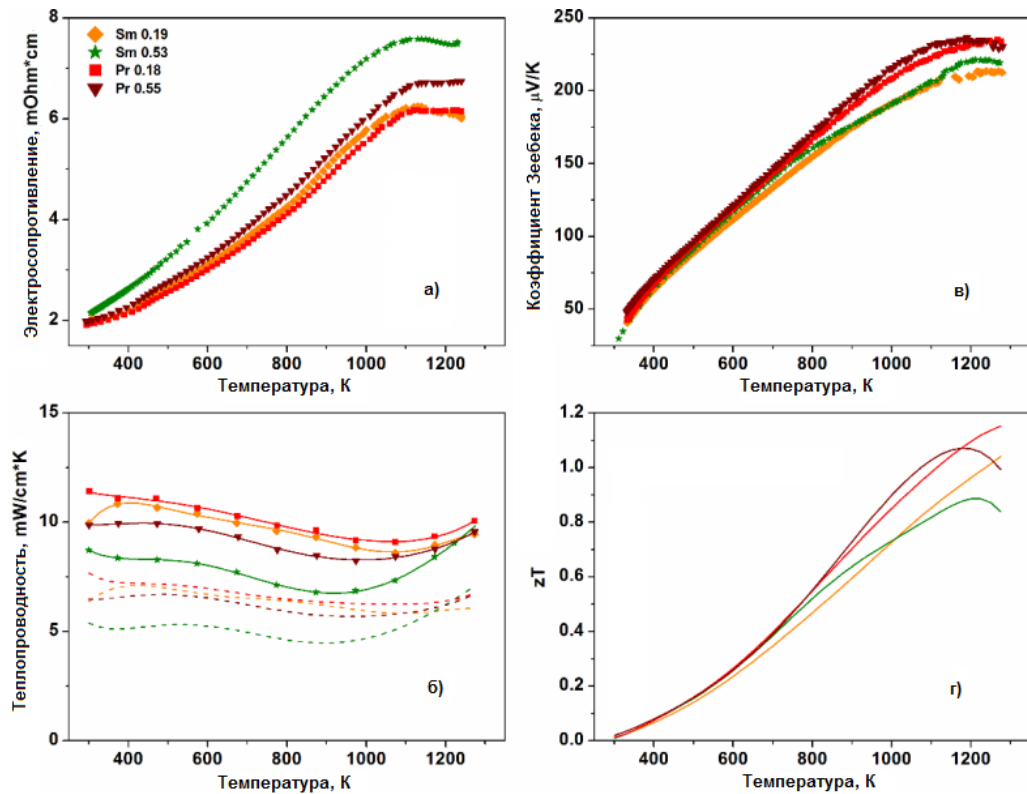 Электросопротивление, mOhm*cm
8
6
4
2
Sm 0.19
Sm 0.53
Pr 0.18
Pr 0.55
а)
400 600 800 1000 1200
Температура, К
Коэффициент Зеебека, µV/K
250
200
150
100
50
в)
400 600 800 1000 1200
Температура, К
Теплопроводность, mW/cm*K
15
10
5
0
б)
400 600 800 1000 1200
Температура, К
zT
1.2
1.0
0.8
0.6
0.4
0.2
0.0
г)
400 600 800 1000 1200
Температура, К